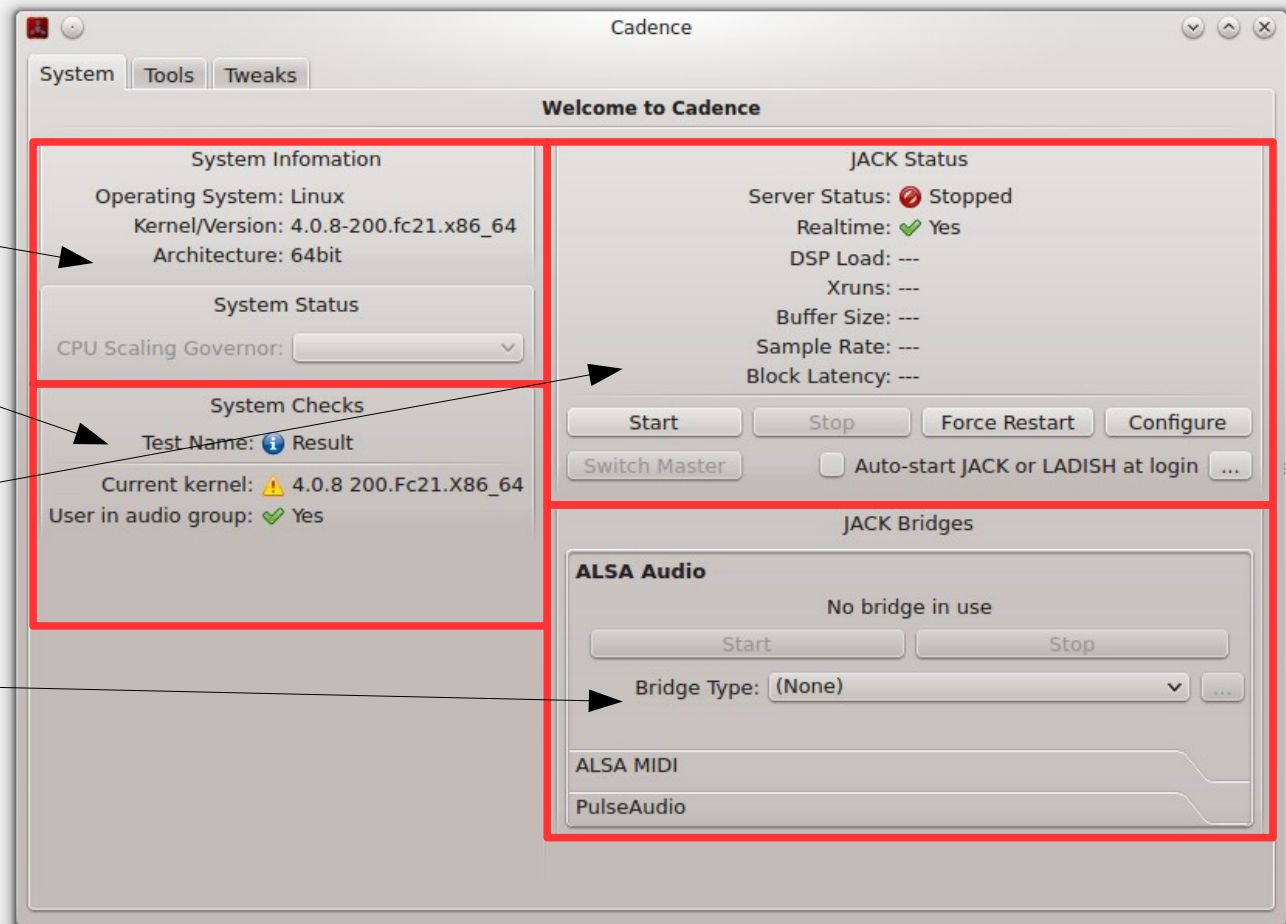 Cadence
System Tools Tweaks
Welcome to Cadence
System Infomation
Operating System: Linux
Kernel/Version: 4.0.8-200.fc21.x86_64
Architecture: 64bit
System Status
CPU Scaling Governor:
System Checks
Test Name: Result
Current kernel: 4.0.8 200.Fc21.X86_64
User in audio group: Yes
JACK Status
Server Status: Stopped
Realtime: Yes
DSP Load: ---
Xruns: ---
Buffer Size: ---
Sample Rate: ---
Block Latency: ---
Start Stop Force Restart Configure
Switch Master Auto-start JACK or LADISH at login ...
JACK Bridges
ALSA Audio
No bridge in use
Start Stop
Bridge Type: (None) ...
ALSA MIDI
PulseAudio